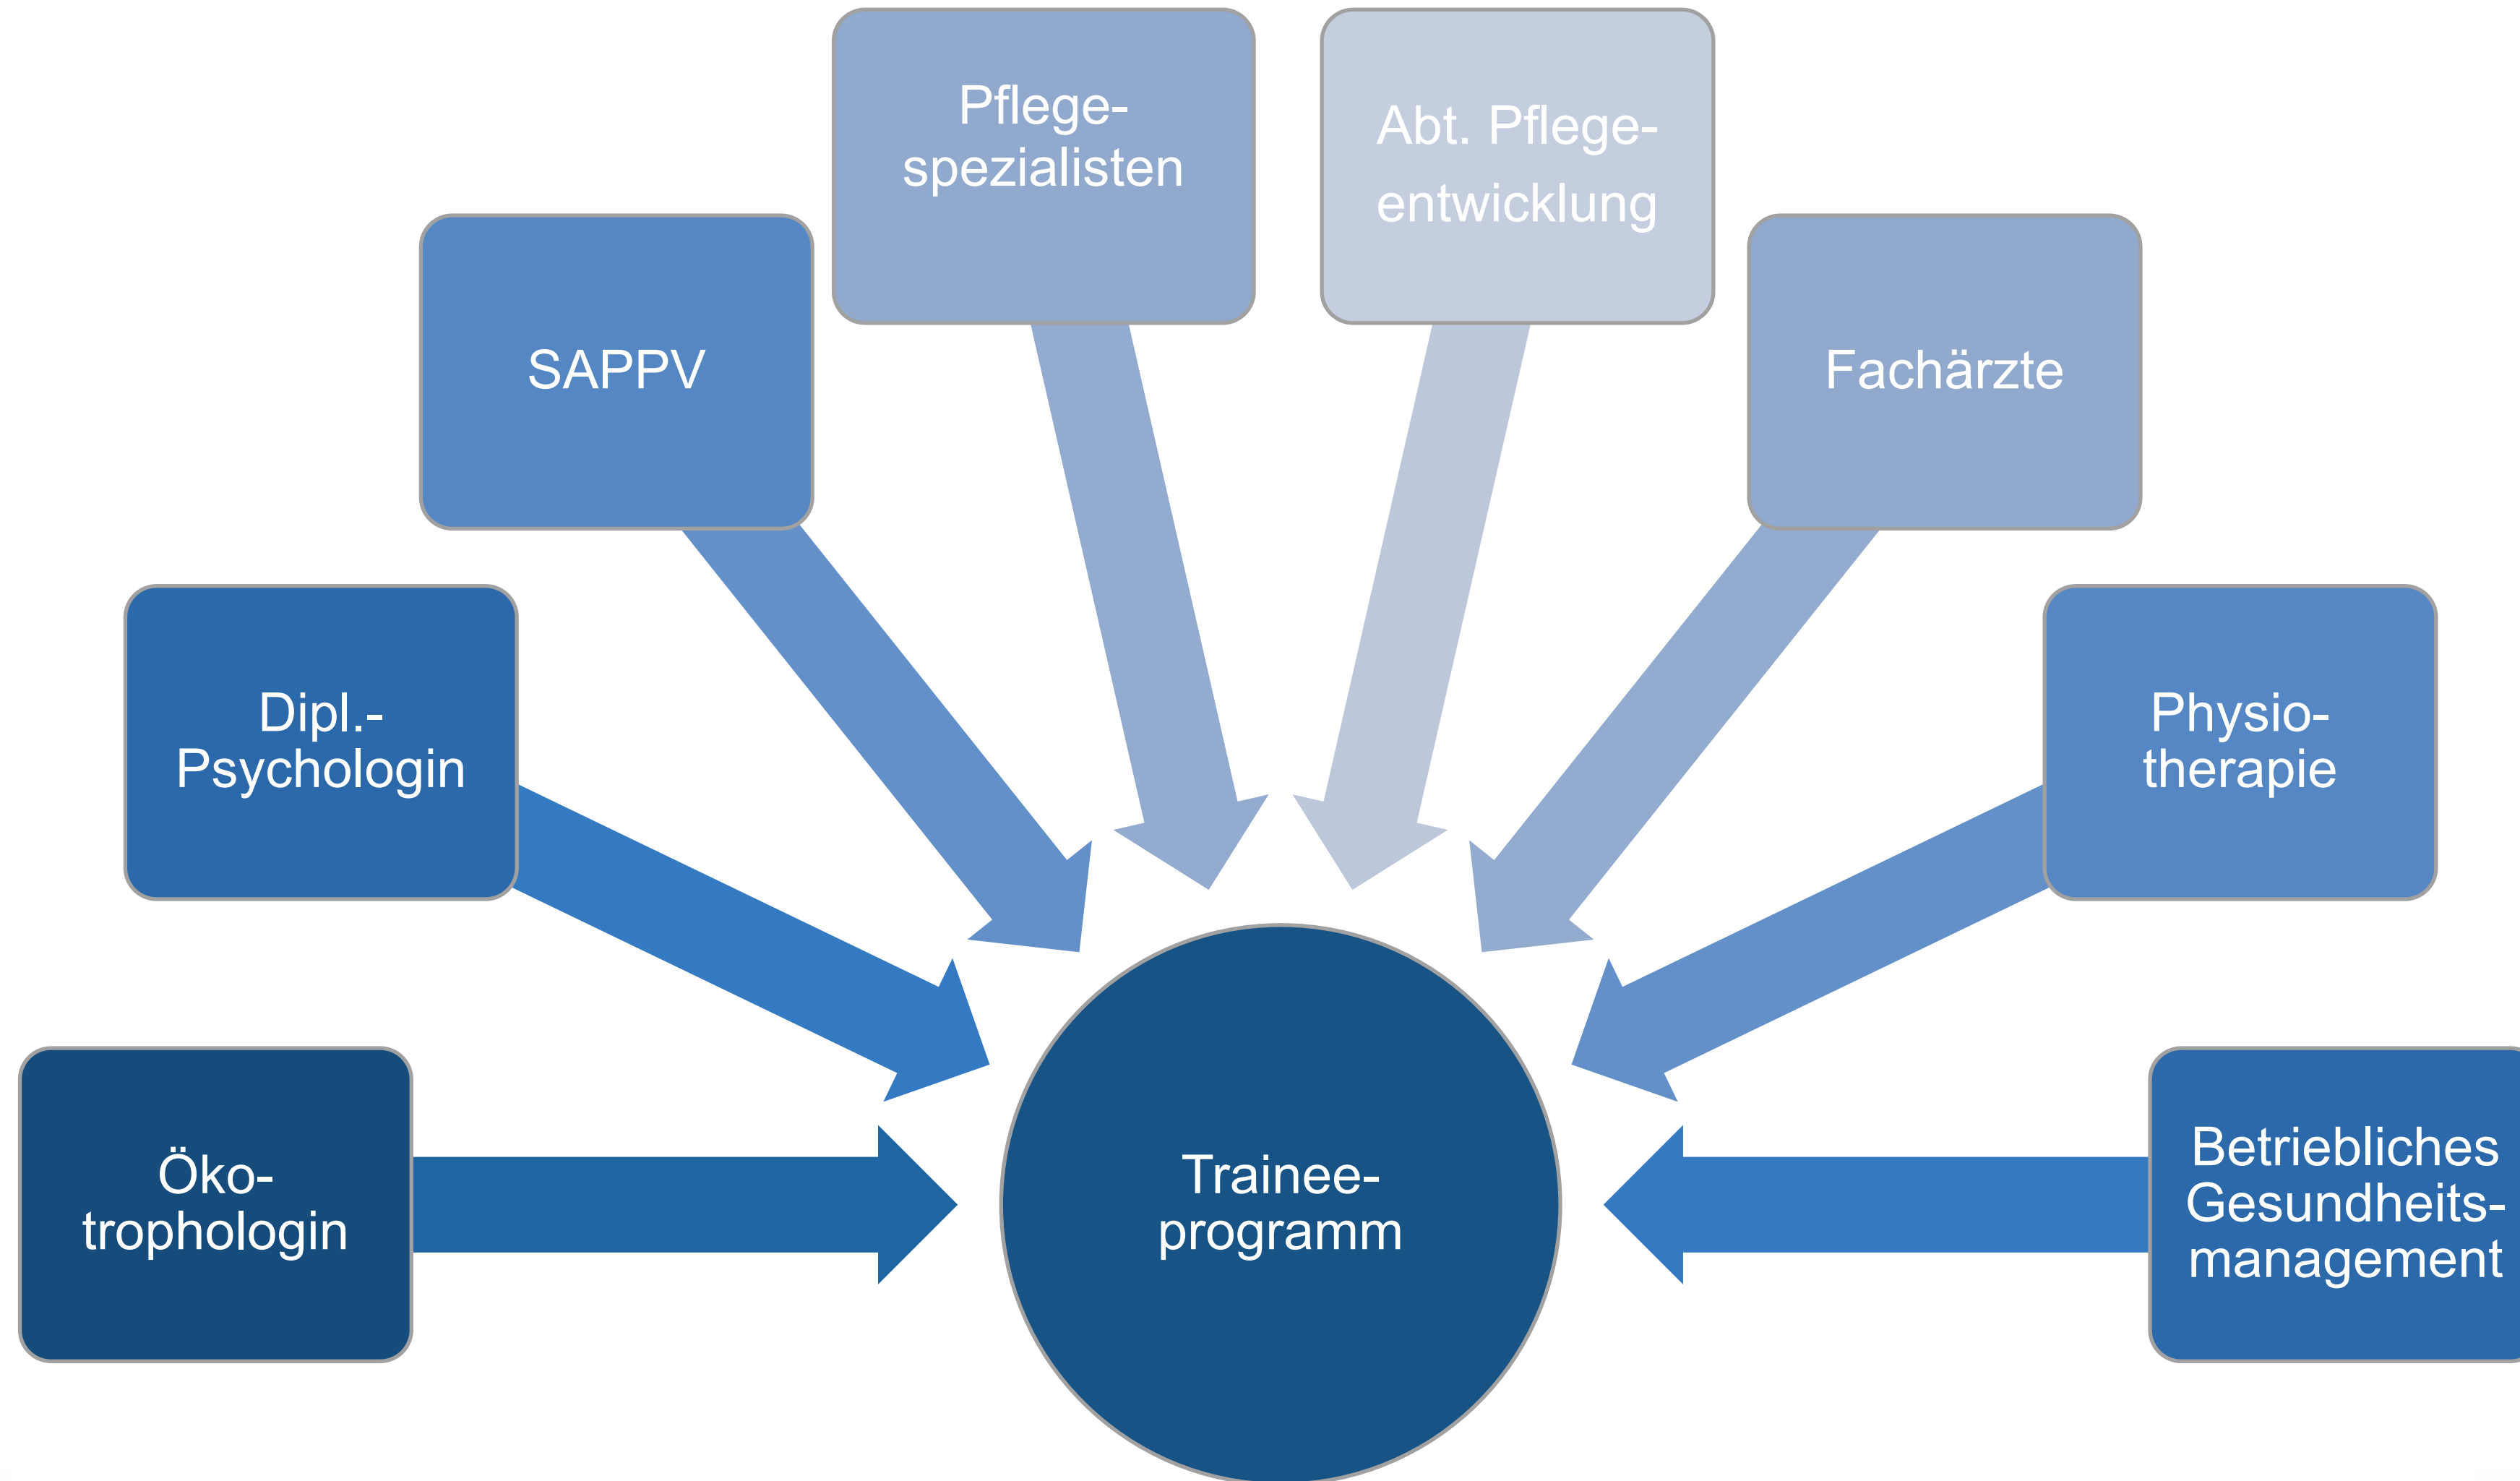 Pflege-
spezialisten
Abt. Pflege-
entwicklung
SAPPV
Fachärzte
Dipl.-
Psychologin
Physio-
therapie
Öko-
trophologin
Trainee-
programm
Betriebliches
Gesundheits-
management